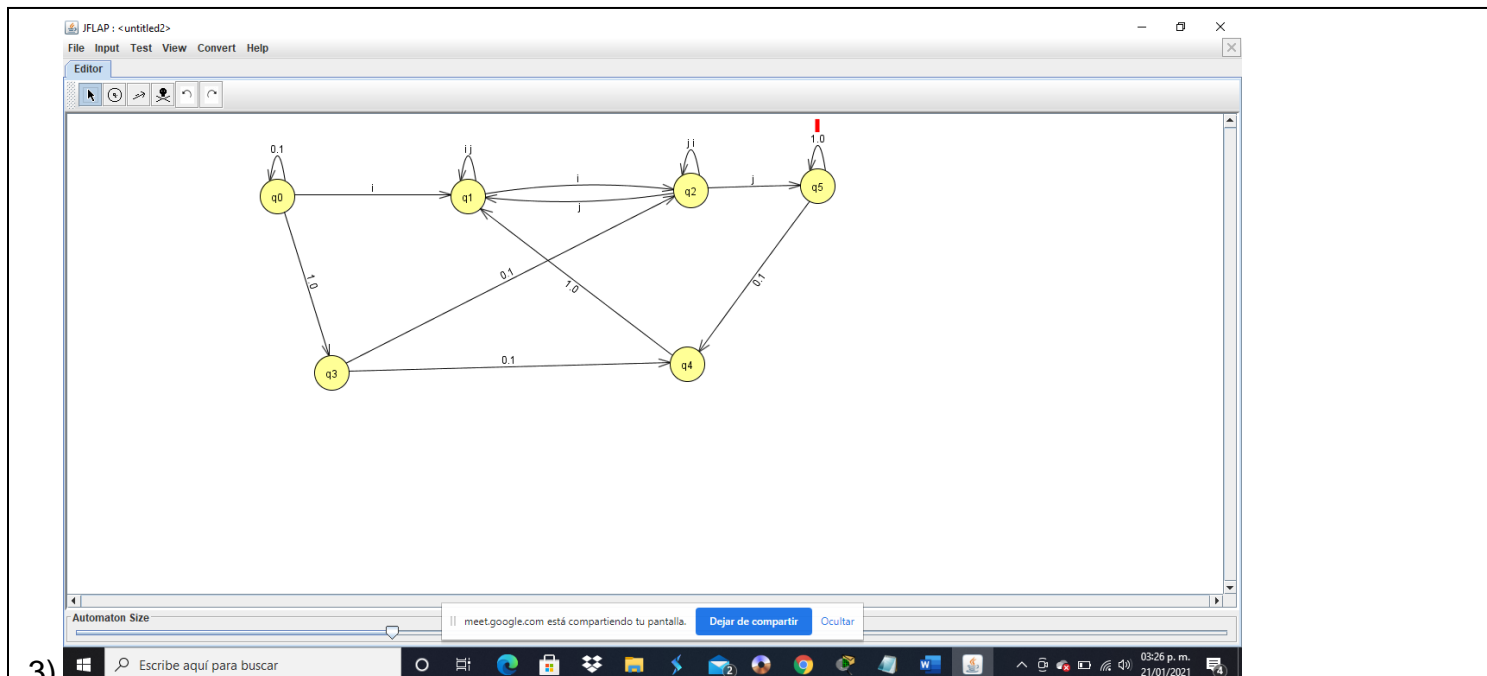 JFLAP : <untitled2>
File Input Test View Convert Help
Editor
0.1
i j
j i
1.0
q0
i
q1
i
j
q2
j
q5
1.0
0.1
1.0
0.1
q3
0.1
q4
Automaton Size
meet.google.com está compartiendo tu pantalla. Dejar de compartir Ocultar
3)
Escribe aquí para buscar
2
03:26 p. m.
21/01/2021
4